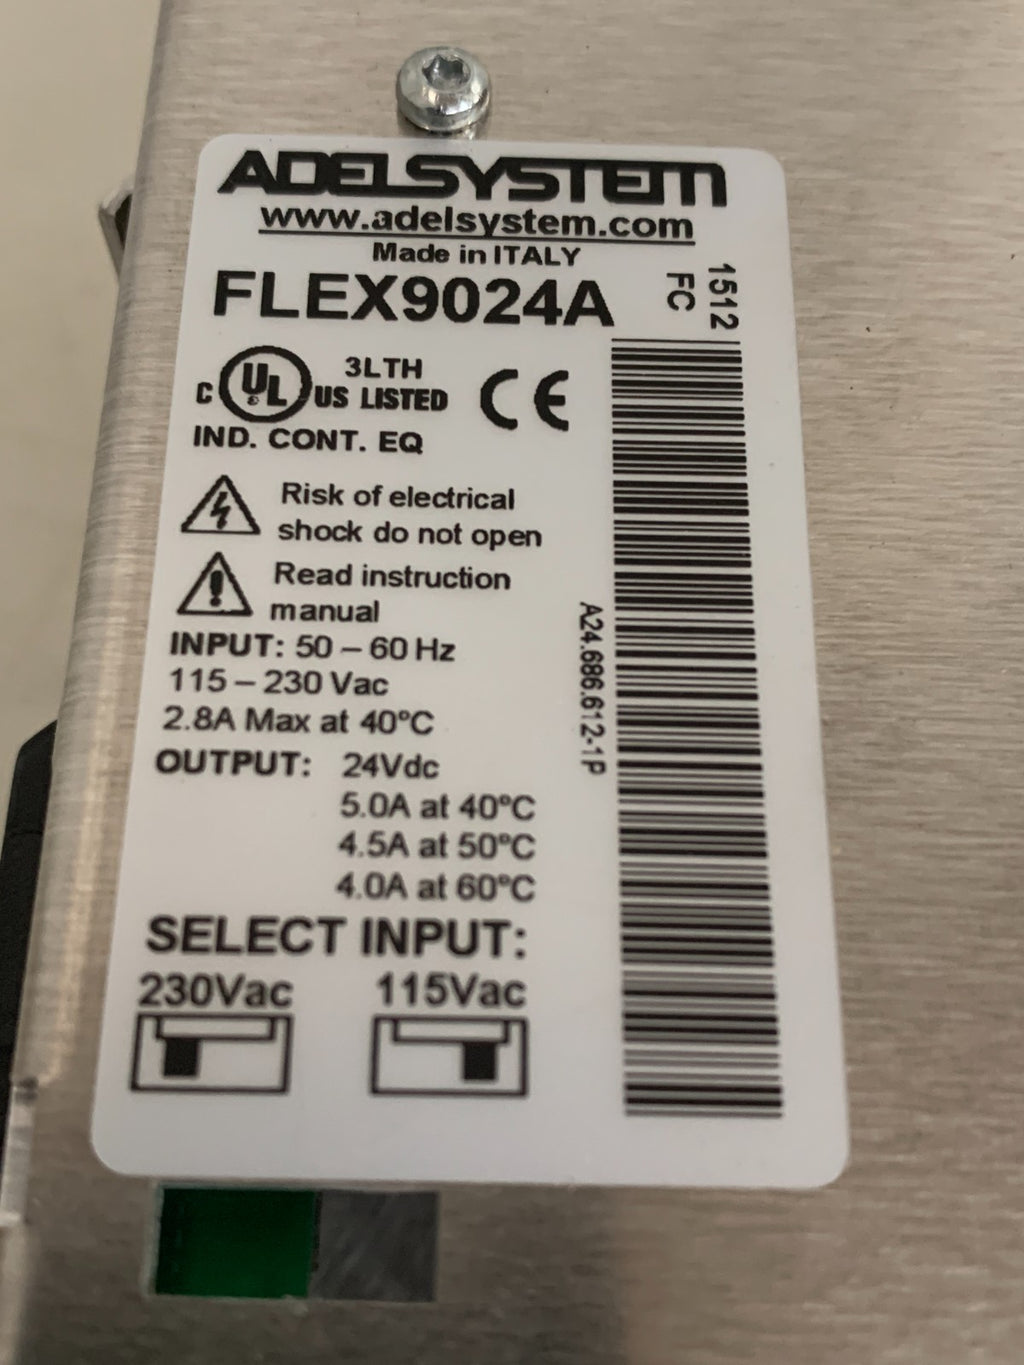 ADELSYSTEM
www.adelsystem.com
Made in ITALY
FLEX9024A
1512
FC
C UL US LISTED
3LTH
IND. CONT. EQ
CE
Risk of electrical
shock do not open
Read instruction
manual
INPUT: 50 – 60 Hz
115 – 230 Vac
2.8A Max at 40°C
OUTPUT: 24Vdc
5.0A at 40°C
4.5A at 50°C
4.0A at 60°C
A24.686.612-1P
SELECT INPUT:
230Vac 115Vac